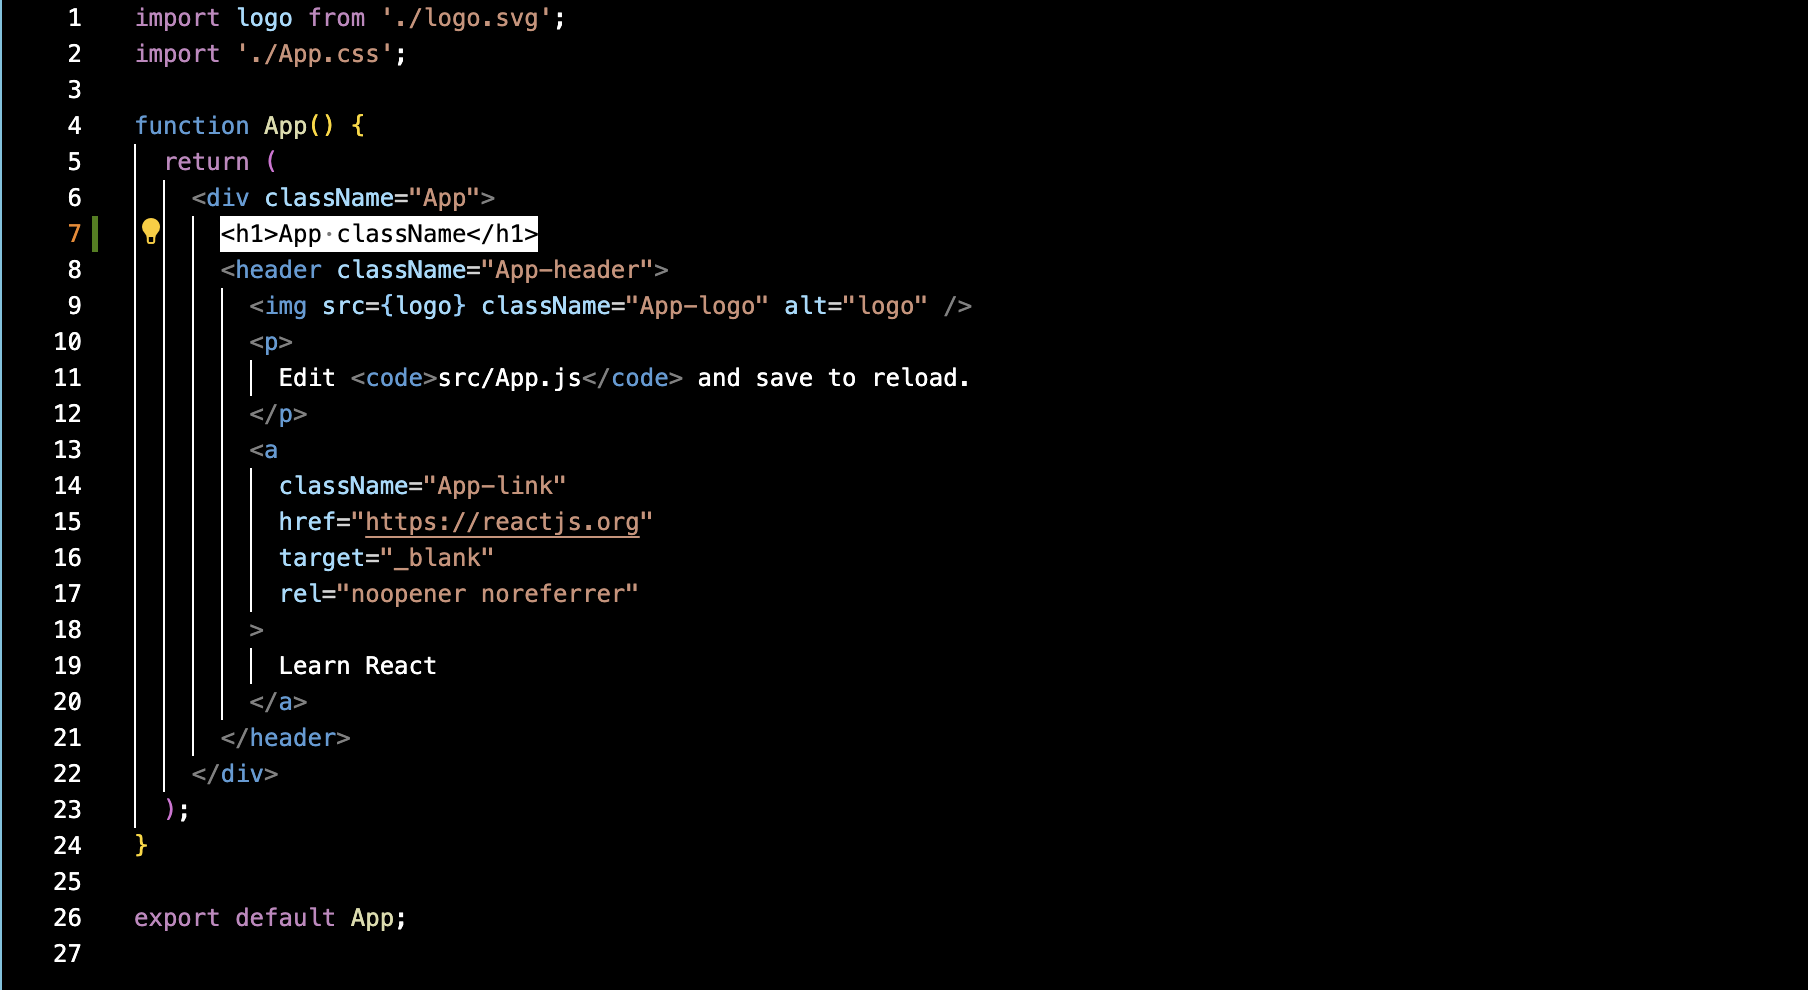 1 import logo from './logo.svg';
2 import './App.css';
3
4 function App() {
5 return (
6 <div className="App">
7 <h1>App className</h1>
8 <header className="App-header">
9 <img src={logo} className="App-logo" alt="logo" />
10 <p>
11 Edit <code>src/App.js</code> and save to reload.
12 </p>
13 <a
14 className="App-link"
15 href="https://reactjs.org"
16 target="_blank"
17 rel="noopener noreferrer"
18 >
19 Learn React
20 </a>
21 </header>
22 </div>
23 );
24 }
25
26 export default App;
27